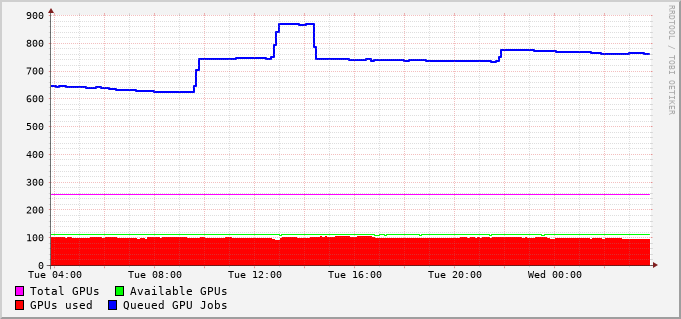 900
800
700
600
500
400
300
200
100
0
Tue 04:00 Tue 08:00 Tue 12:00 Tue 16:00 Tue 20:00 Wed 00:00
Total GPUs Available GPUs
GPUs used Queued GPU Jobs
RRDTOOL / TOBI OETIKER